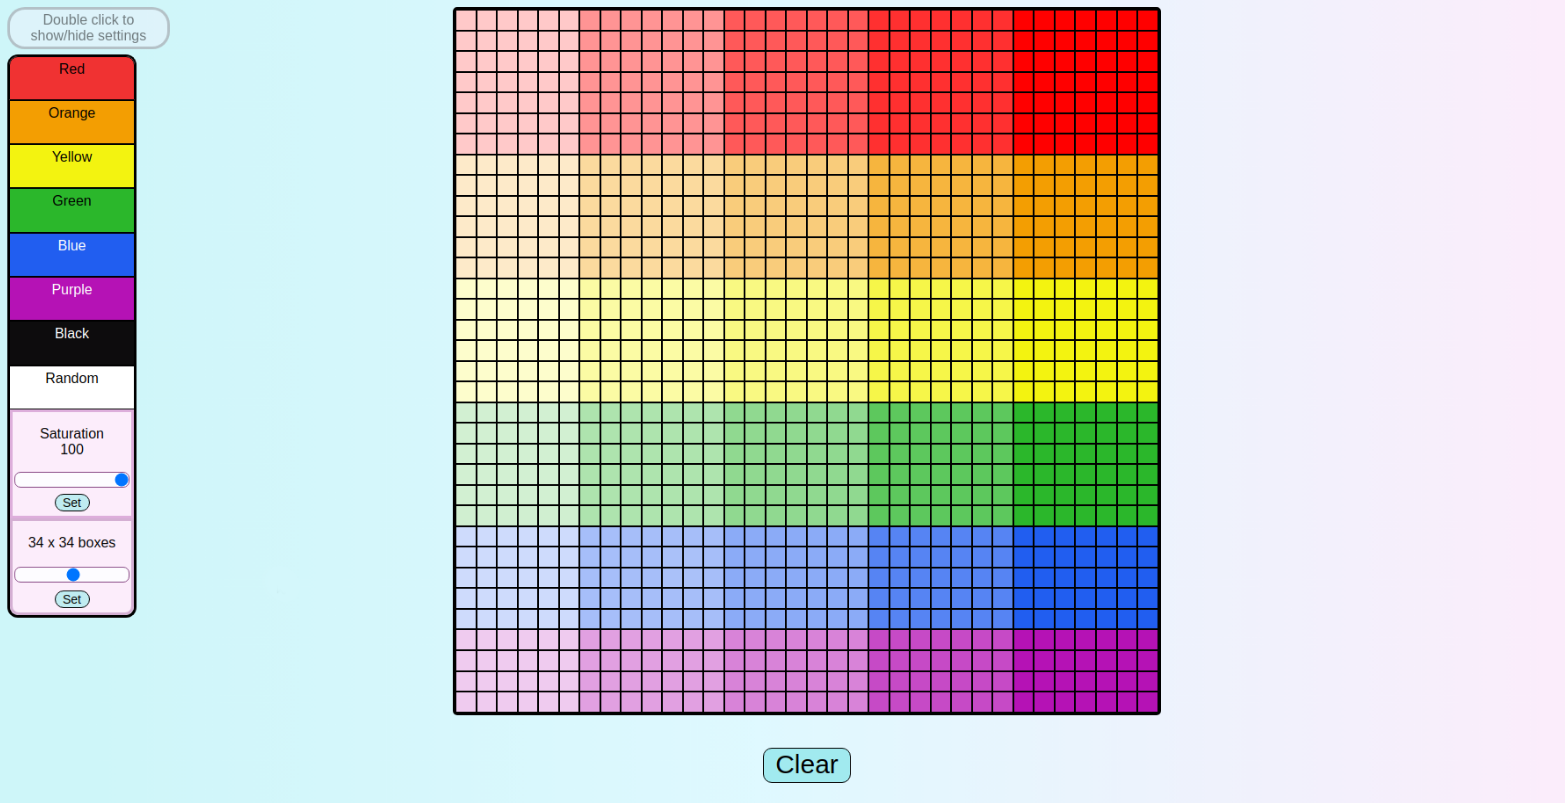 Double click to
show/hide settings
Red
Orange
Yellow
Green
Blue
Purple
Black
Random
Saturation
100
Set
34 x 34 boxes
Set
Clear